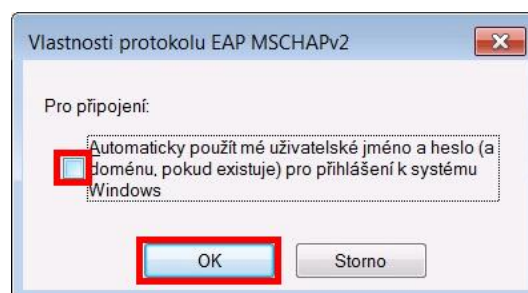 Vlastnosti protokolu EAP MSCHAPv2
Pro připojení:
Automaticky použít mé uživatelské jméno a heslo (a
doménu, pokud existuje) pro přihlášení k systému
Windows
OK
Storno